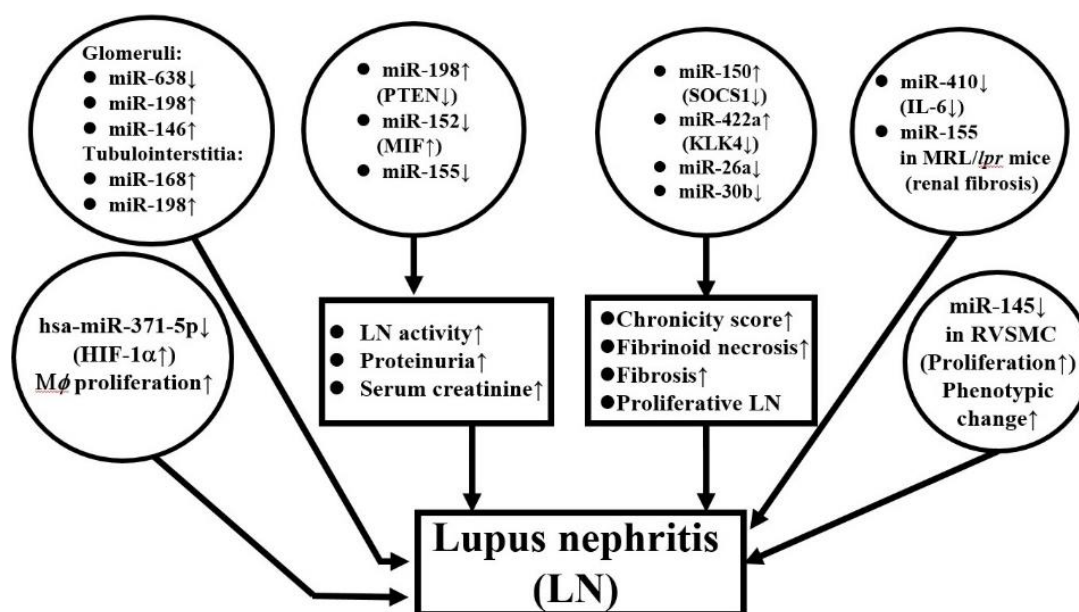 Glomeruli:
● miR-638↓
● miR-198↑
● miR-146↑
Tubulointerstitia:
● miR-168↑
● miR-198↑
● miR-198↑
(PTEN↓)
● miR-152↓
(MIF↑)
● miR-155↓
● miR-150↑
(SOCS1↓)
● miR-422a↑
(KLK4↓)
● miR-26a↓
● miR-30b↓
● miR-410↓
(IL-6↓)
● miR-155
in MRL/lpr mice
(renal fibrosis)
hsa-miR-371-5p↓
(HIF-1α↑)
Mϕ proliferation↑
● LN activity↑
● Proteinuria↑
● Serum creatinine↑
●Chronicity score↑
●Fibrinoid necrosis↑
●Fibrosis↑
●Proliferative LN
miR-145↓
in RVSMC
(Proliferation↑)
Phenotypic
change↑
Lupus nephritis
(LN)